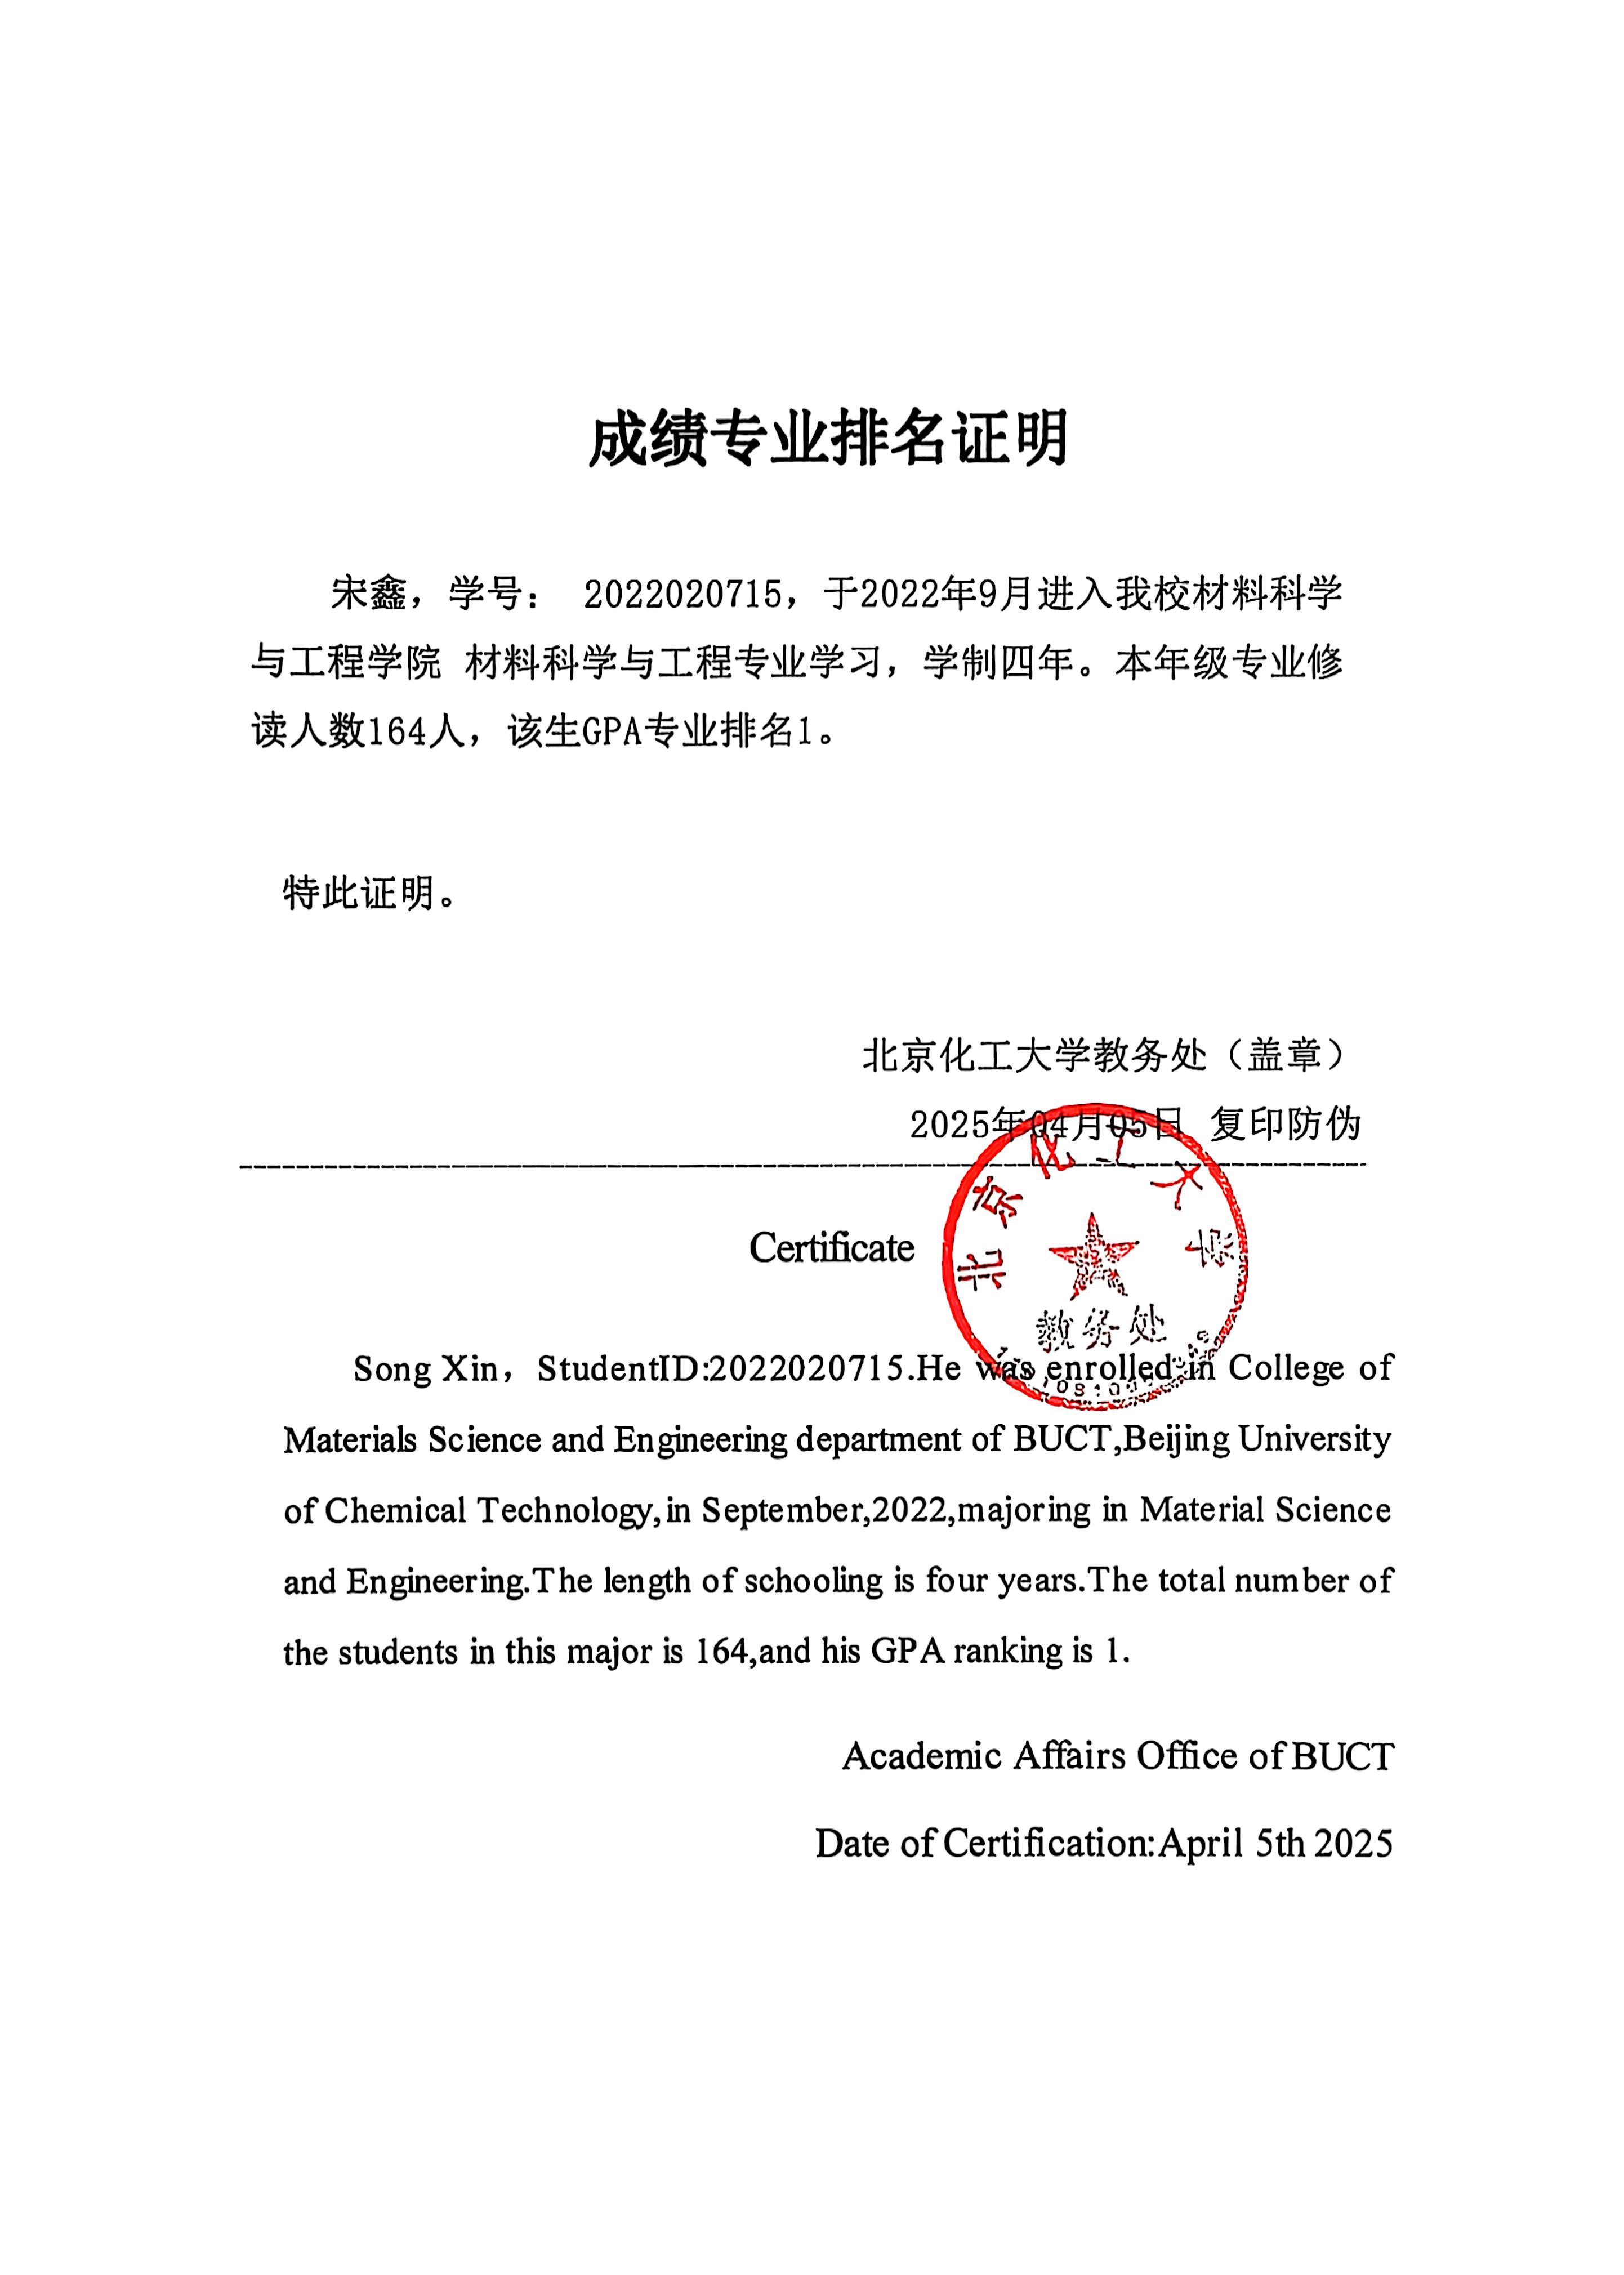 成绩专业排名证明
宋鑫，学号： 2022020715，于2022年9月进入我校材料科学
与工程学院 材料科学与工程专业学习，学制四年。本年级专业修
读人数164人，该生GPA专业排名1。
特此证明。
北京化工大学教务处（盖章）
2025年04月05日 复印防伪
北京化工大学
教务处
Certificate
Song Xin，StudentID:2022020715.He was enrolled in College of
Materials Science and Engineering department of BUCT,Beijing University
of Chemical Technology,in September,2022,majoring in Material Science
and Engineering.The length of schooling is four years.The total number of
the students in this major is 164,and his GPA ranking is 1.
Academic Affairs Office of BUCT
Date of Certification:April 5th 2025